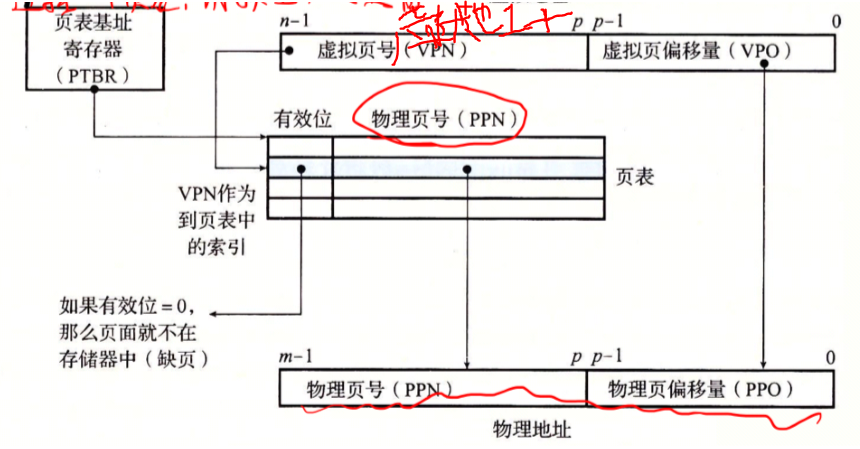 页表基址
寄存器
（PTBR）
n-1
p p-1
0
虚拟页号（VPN）
虚拟页偏移量（VPO）
有效位
物理页号（PPN）
页表
VPN作为
到页表中
的索引
如果有效位=0，
那么页面就不在
存储器中（缺页）
m-1
p p-1
0
物理页号（PPN）
物理页偏移量（PPO）
物理地址